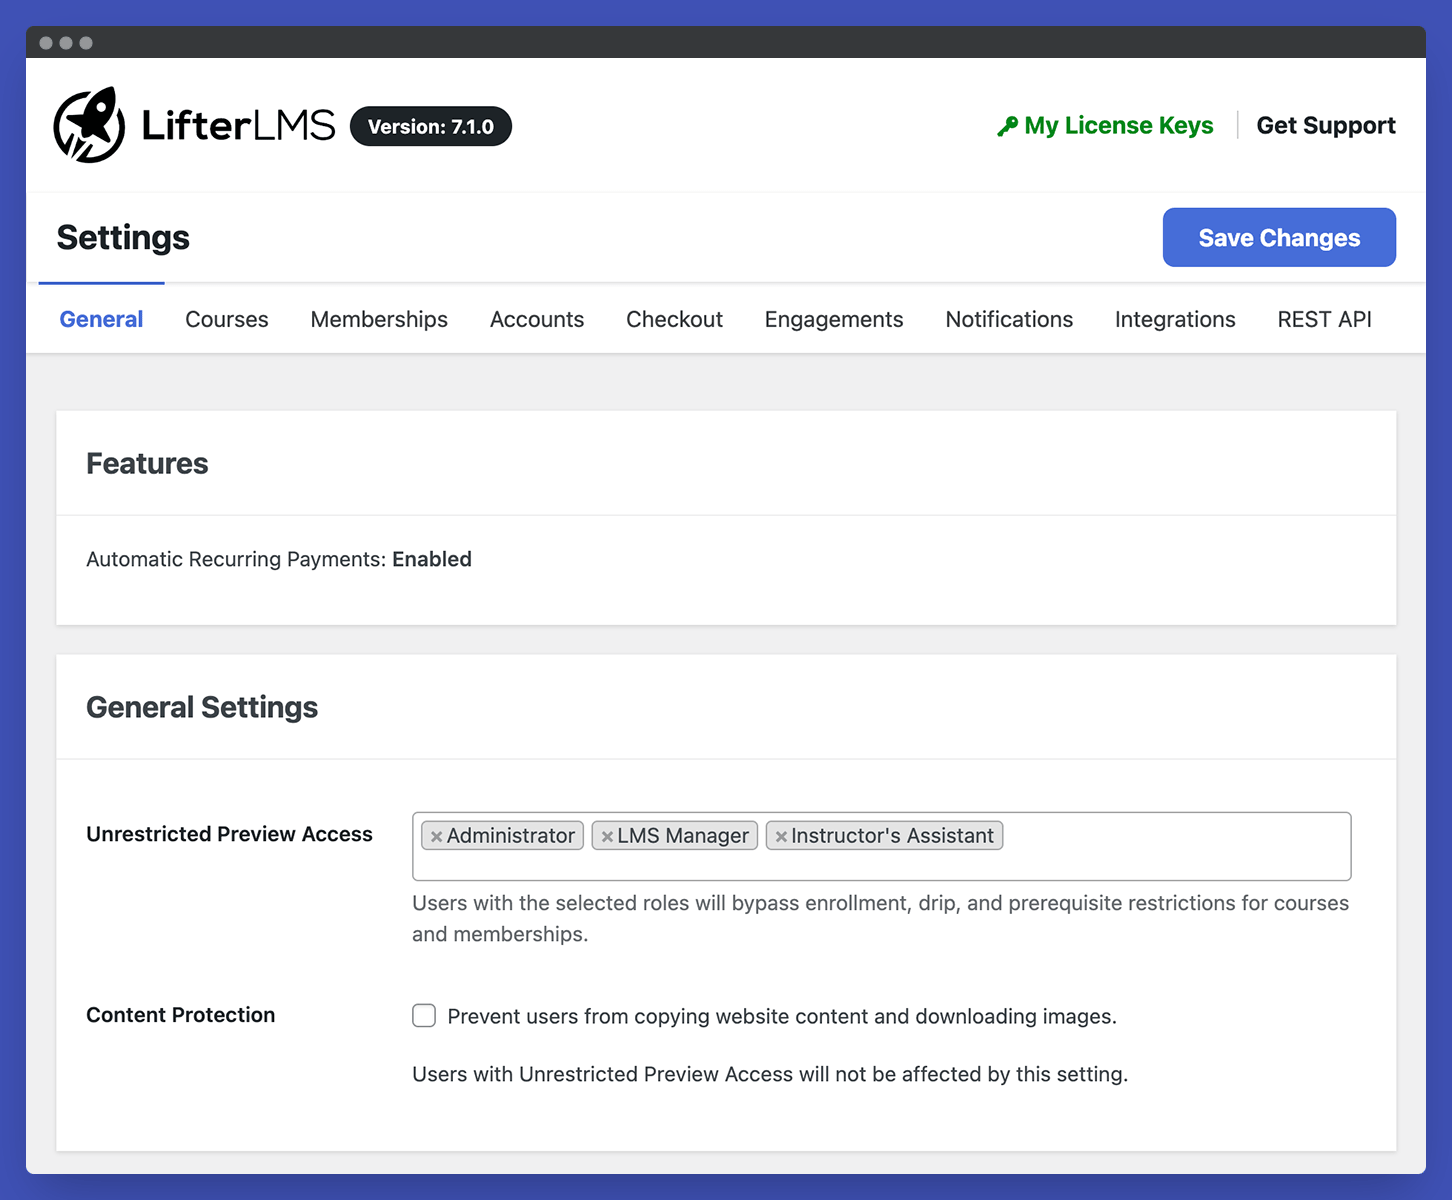 LifterLMS Version: 7.1.0 My License Keys Get Support
Settings Save Changes
General Courses Memberships Accounts Checkout Engagements Notifications Integrations REST API
Features
Automatic Recurring Payments: Enabled
General Settings
Unrestricted Preview Access ×Administrator ×LMS Manager ×Instructor's Assistant
Users with the selected roles will bypass enrollment, drip, and prerequisite restrictions for courses
and memberships.
Content Protection Prevent users from copying website content and downloading images.
Users with Unrestricted Preview Access will not be affected by this setting.